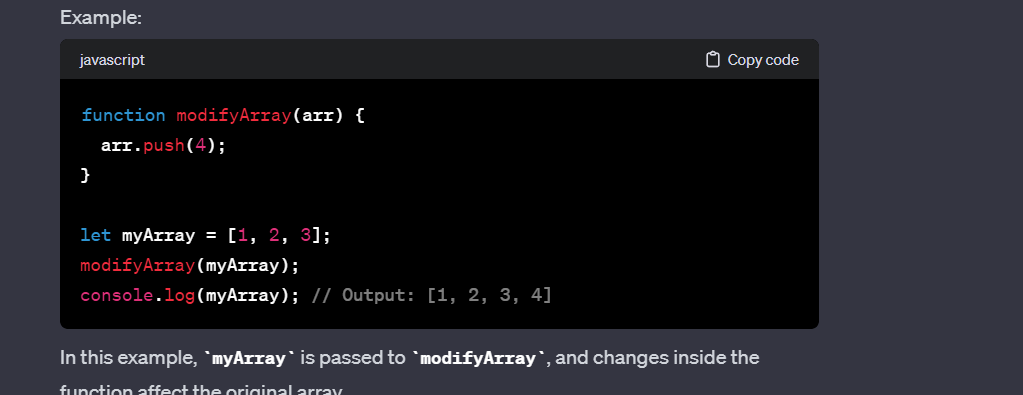 Example:
javascript
Copy code
function modifyArray(arr) {
  arr.push(4);
}
let myArray = [1, 2, 3];
modifyArray(myArray);
console.log(myArray); // Output: [1, 2, 3, 4]
In this example, `myArray` is passed to `modifyArray`, and changes inside the
function affect the original array